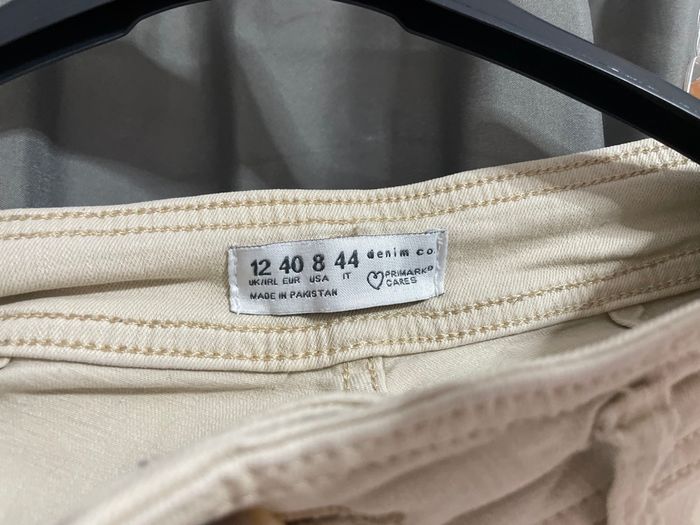 12 40 8 44 denim co
UK/IRL EUR USA IT
♡ PRIMARK®
CARES
MADE IN PAKISTAN